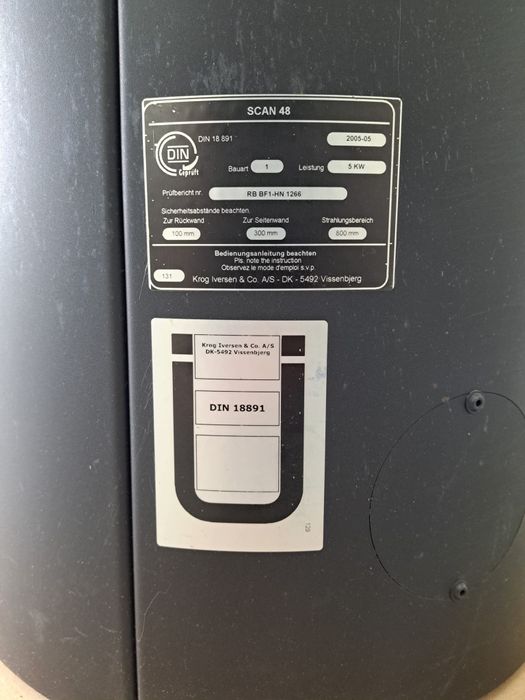 SCAN 48
DIN 18 891
2005-05
DIN
Geprüft
Bauart 1 Leistung 5 KW
Prüfbericht nr. RB BF1-HN 1266
Sicherheitsabstände beachten.
Zur Rückwand Zur Seitenwand Strahlungsbereich
100 mm 300 mm 800 mm
Bedienungsanleitung beachten
Pls. note the instruction
Observez le mode d'emploi s.v.p.
131 Krog Iversen & Co. A/S - DK - 5492 Vissenbjerg
Krog Iversen & Co. A/S
DK-5492 Vissenbjerg
DIN 18891
129